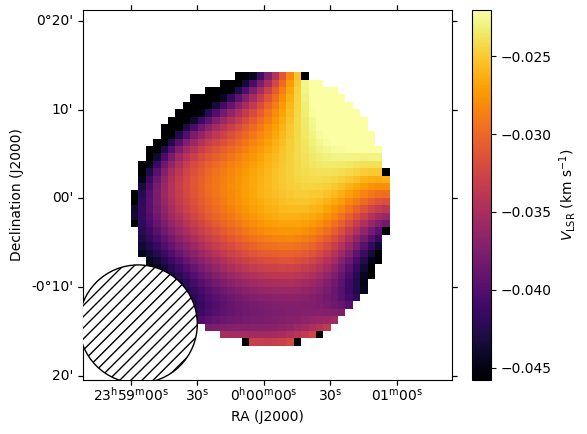 0°20'
10'
00'
-0°10'
20'
Declination (J2000)
23ʰ59ᵐ00ˢ 30ˢ 0ʰ00ᵐ00ˢ 30ˢ 01ᵐ00ˢ
RA (J2000)
−0.025
−0.030
−0.035
−0.040
−0.045
V_LSR (km s⁻¹)